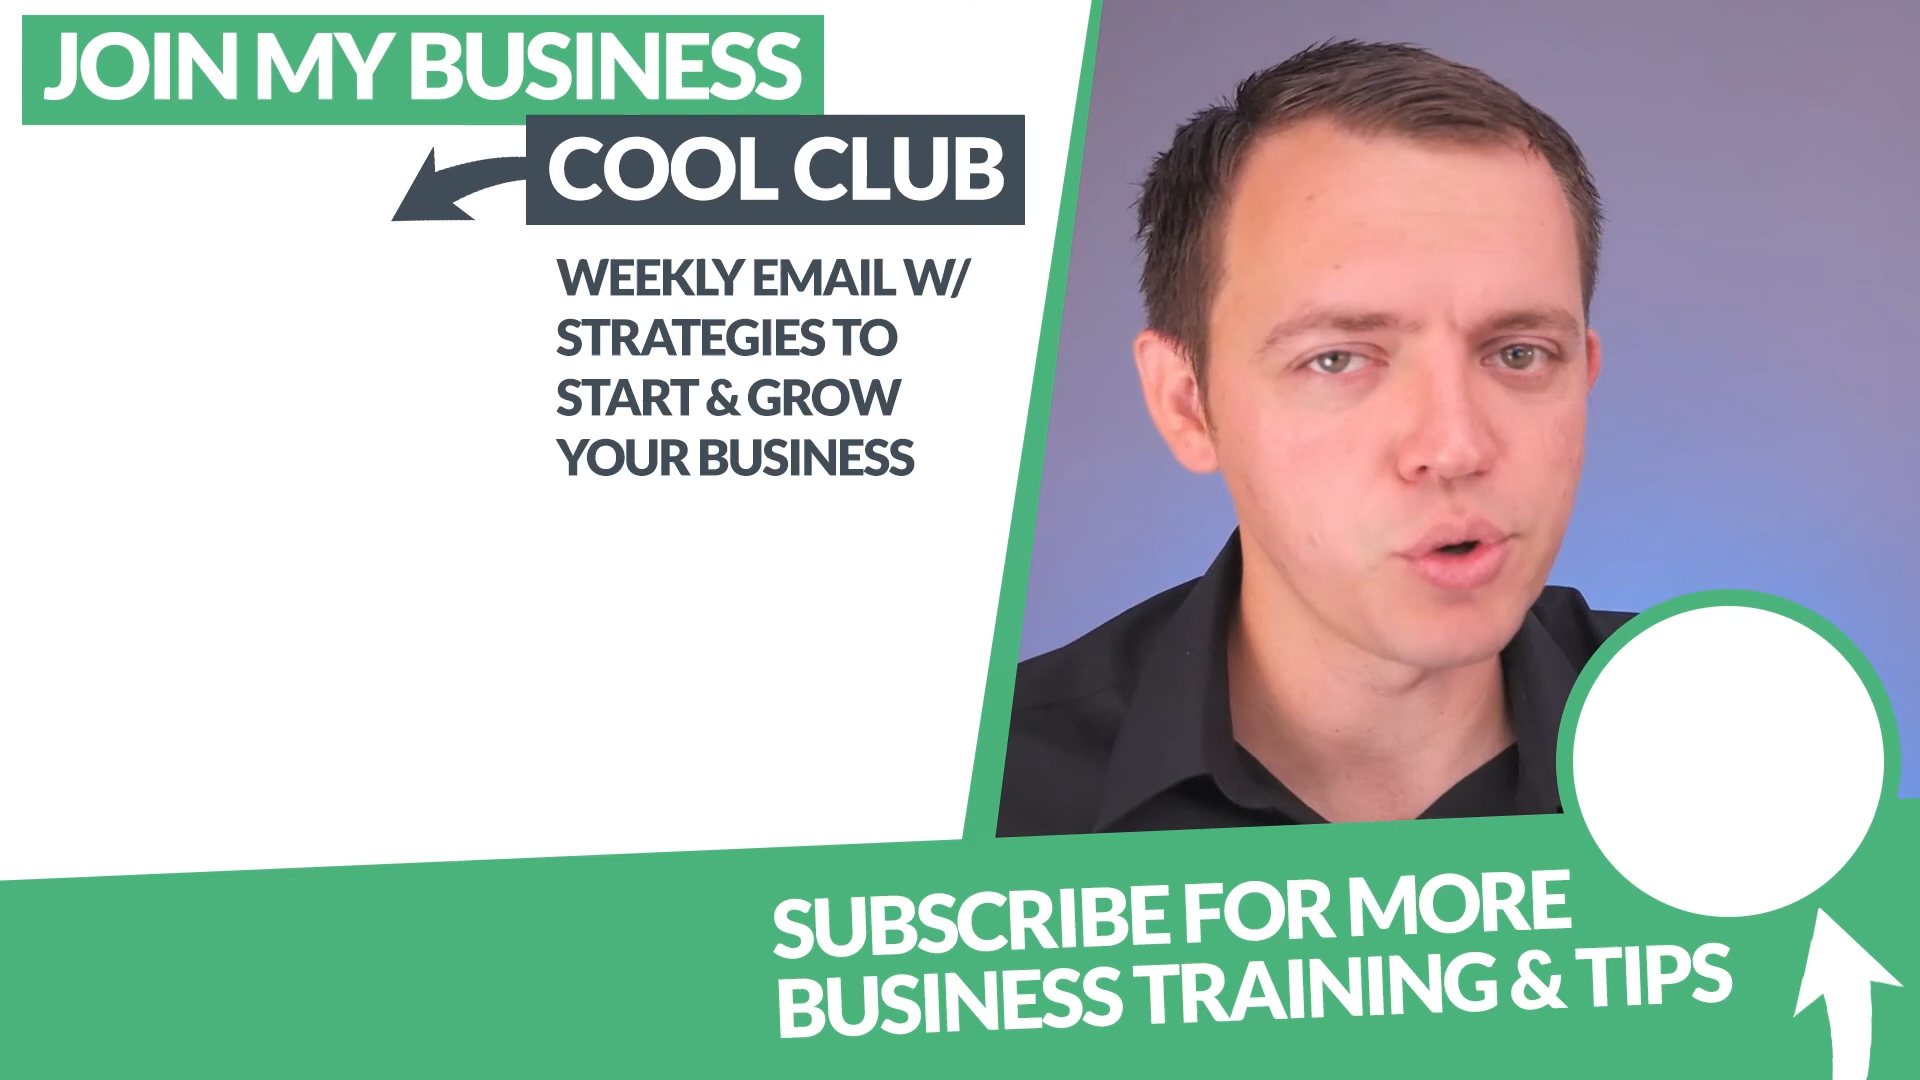 JOIN MY BUSINESS
COOL CLUB
WEEKLY EMAIL W/
STRATEGIES TO
START & GROW
YOUR BUSINESS
SUBSCRIBE FOR MORE
BUSINESS TRAINING & TIPS